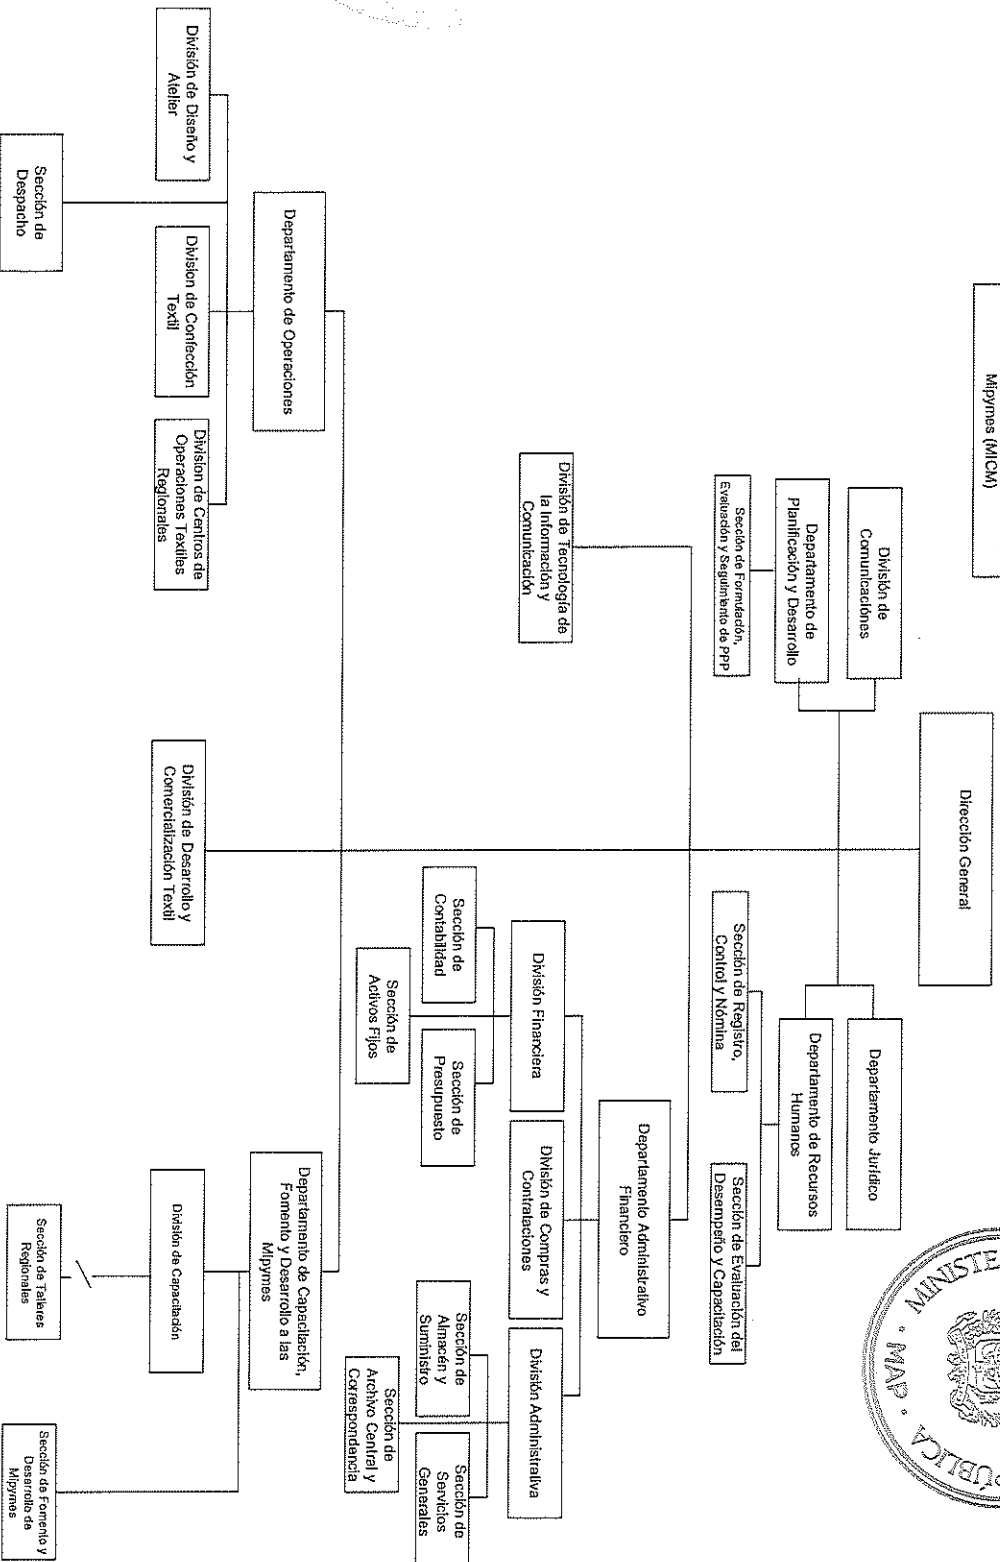 Mipymes (MICM)
Dirección General
División de
Comunicaciónes
Departamento de
Planificación y Desarrollo
Sección de Formulación,
Evaluación y Seguimiento de PPP
Departamento Jurídico
Departamento de Recursos
Humanos
Sección de Registro,
Control y Nómina
Sección de Evaluación del
Desempeño y Capacitación
División de Tecnología de
la Información y
Comunicación
Departamento Administrativo
Financiero
División Financiera
División de Compras y
Contrataciones
División Administrativa
Sección de
Contabilidad
Sección de
Presupuesto
Sección de
Activos Fijos
Sección de
Almacén y
Suministro
Sección de
Servicios
Generales
Sección de
Archivo Central y
Correspondencia
Departamento de Operaciones
Departamento de Capacitación,
Fomento y Desarrollo a las
Mipymes
División de Diseño y
Atelier
Division de Confección
Textil
Division de Centros de
Operaciones Textiles
Regionales
División de Desarrollo y
Comercialización Textil
División de Capacitación
Sección de
Despacho
Sección de Talleres
Regionales
Sección de Fomento y
Desarrollo de
Mipymes
MINISTE
• MAP •
PÚBLICA